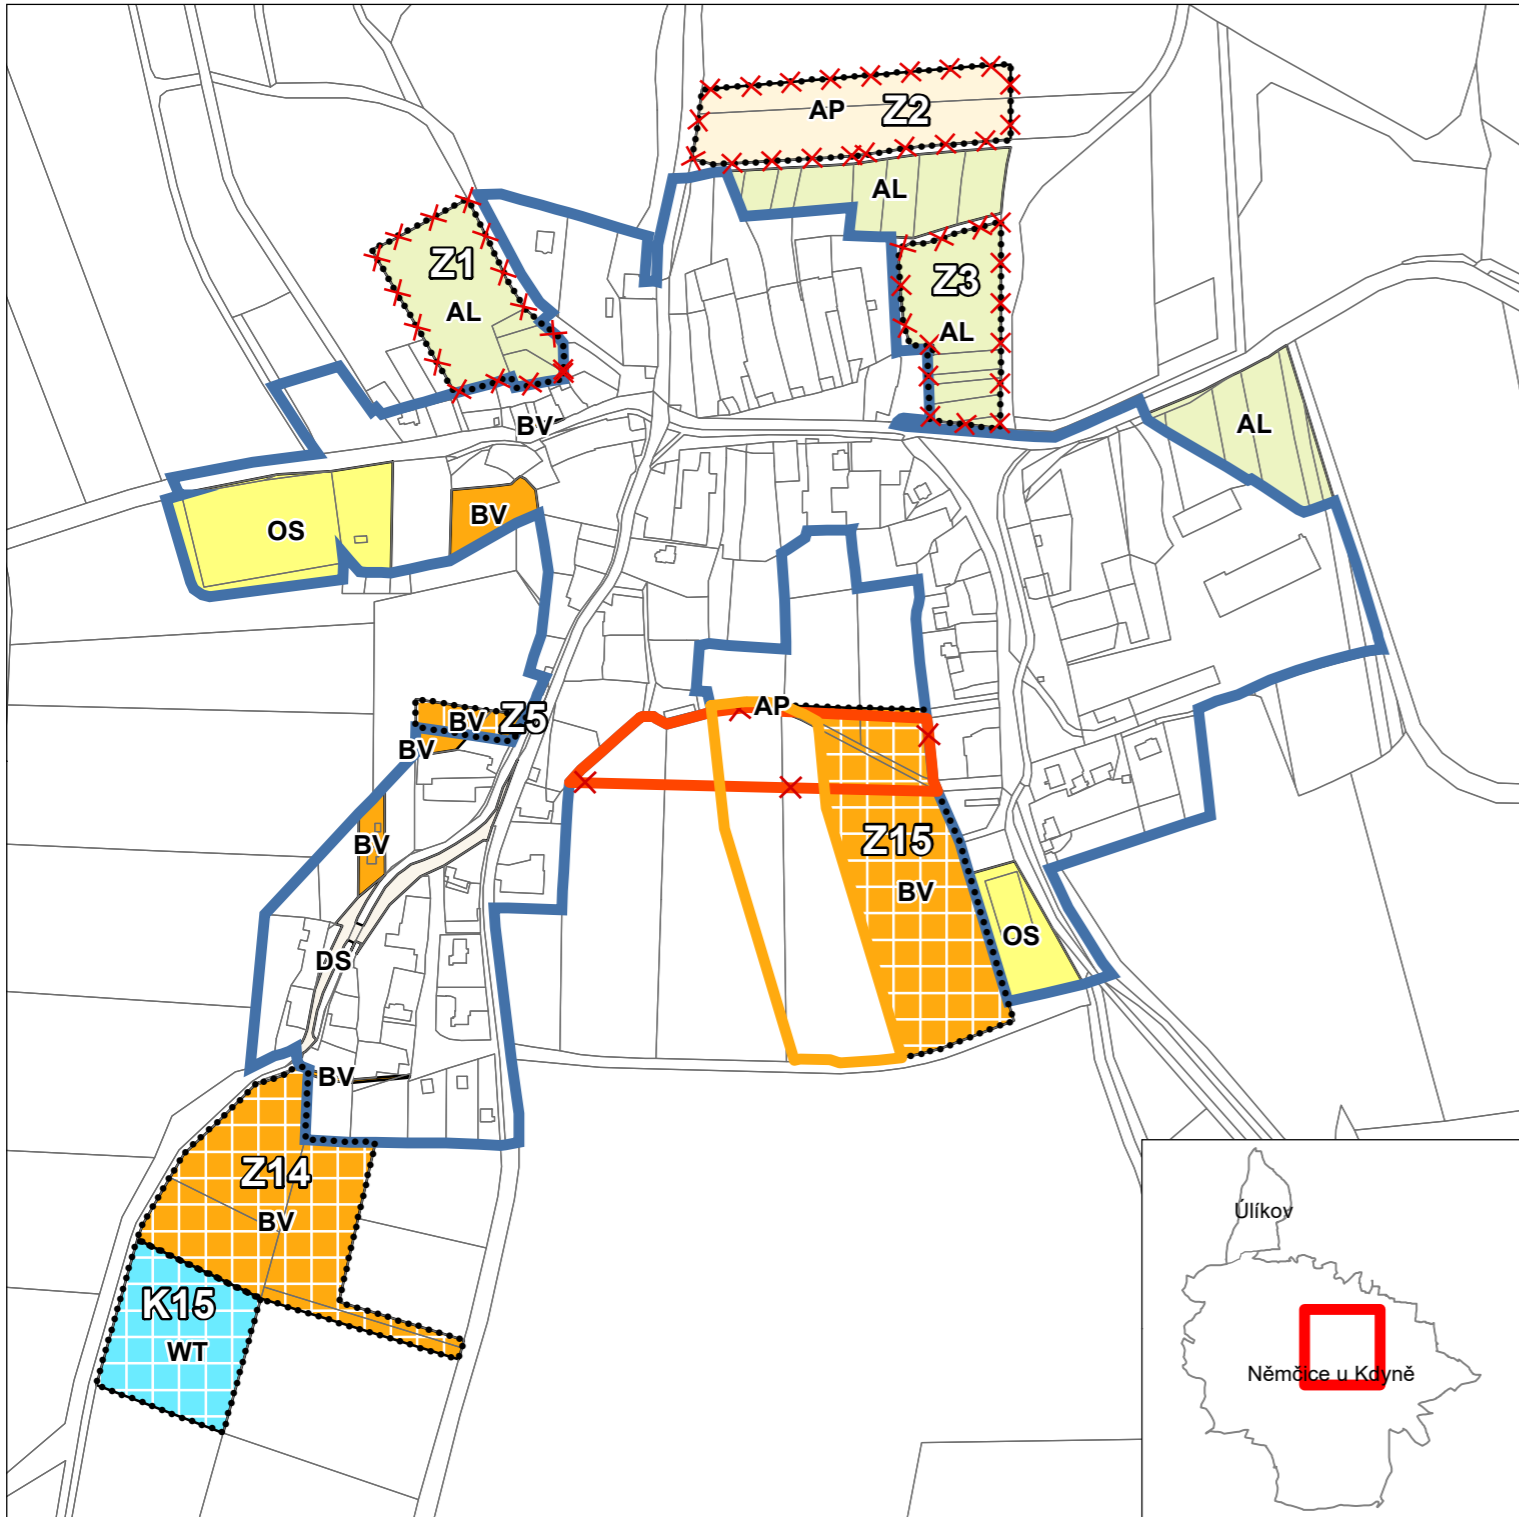 AP
Z2
AL
Z1
AL
Z3
AL
BV
AL
OS
BV
AP
BV
Z5
BV
BV
Z15
BV
OS
DS
BV
Z14
BV
K15
WT
Úlíkov
Němčice u Kdyně